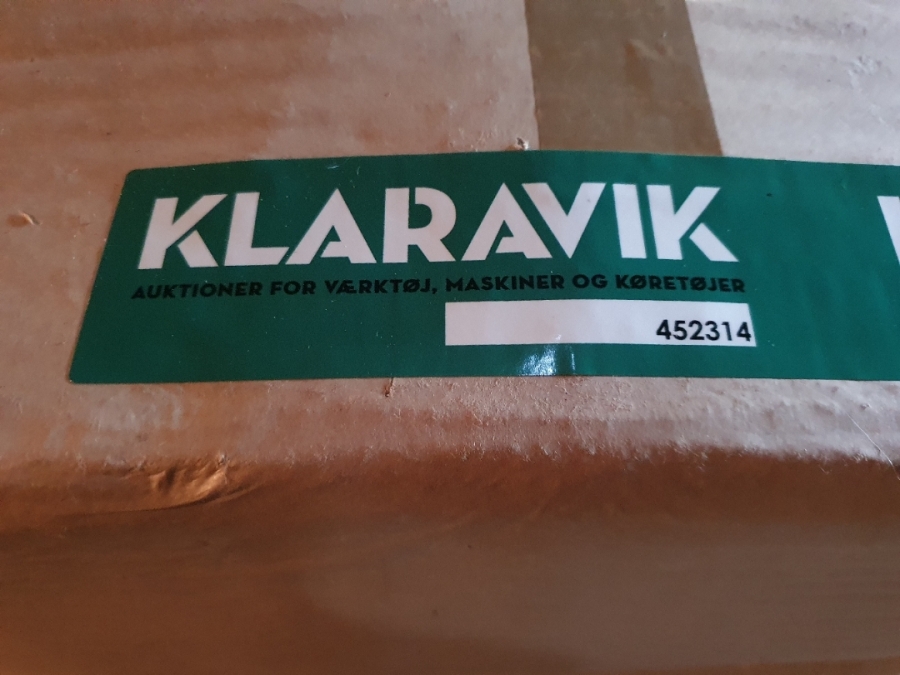 KLARAVIK
AUKTIONER FOR VÆRKTØJ, MASKINER OG KØRETØJER
452314